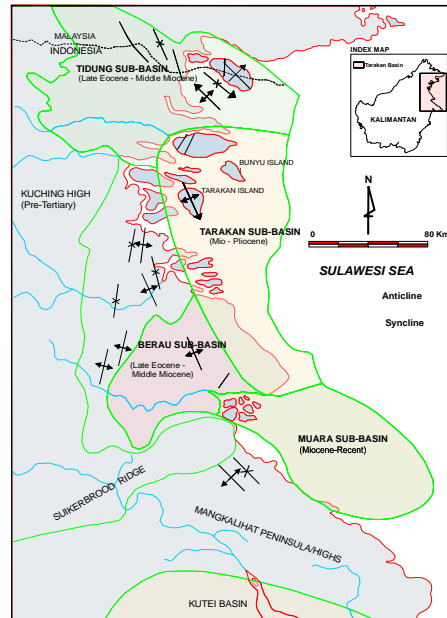 MALAYSIA
INDONESIA
TIDUNG SUB-BASIN
(Late Eocene - Middle Miocene)
INDEX MAP
Tarakan Basin
KALIMANTAN
BUNYU ISLAND
KUCHING HIGH
(Pre-Tertiary)
TARAKAN ISLAND
N
TARAKAN SUB-BASIN
(Mio - Pliocene)
0 80 Km
SULAWESI SEA
Anticline
Syncline
BERAU SUB-BASIN
(Late Eocene -
Middle Miocene)
MUARA SUB-BASIN
(Miocene-Recent)
SUIKERBROOD RIDGE
MANGKALIHAT PENINSULA/HIGHS
KUTEI BASIN